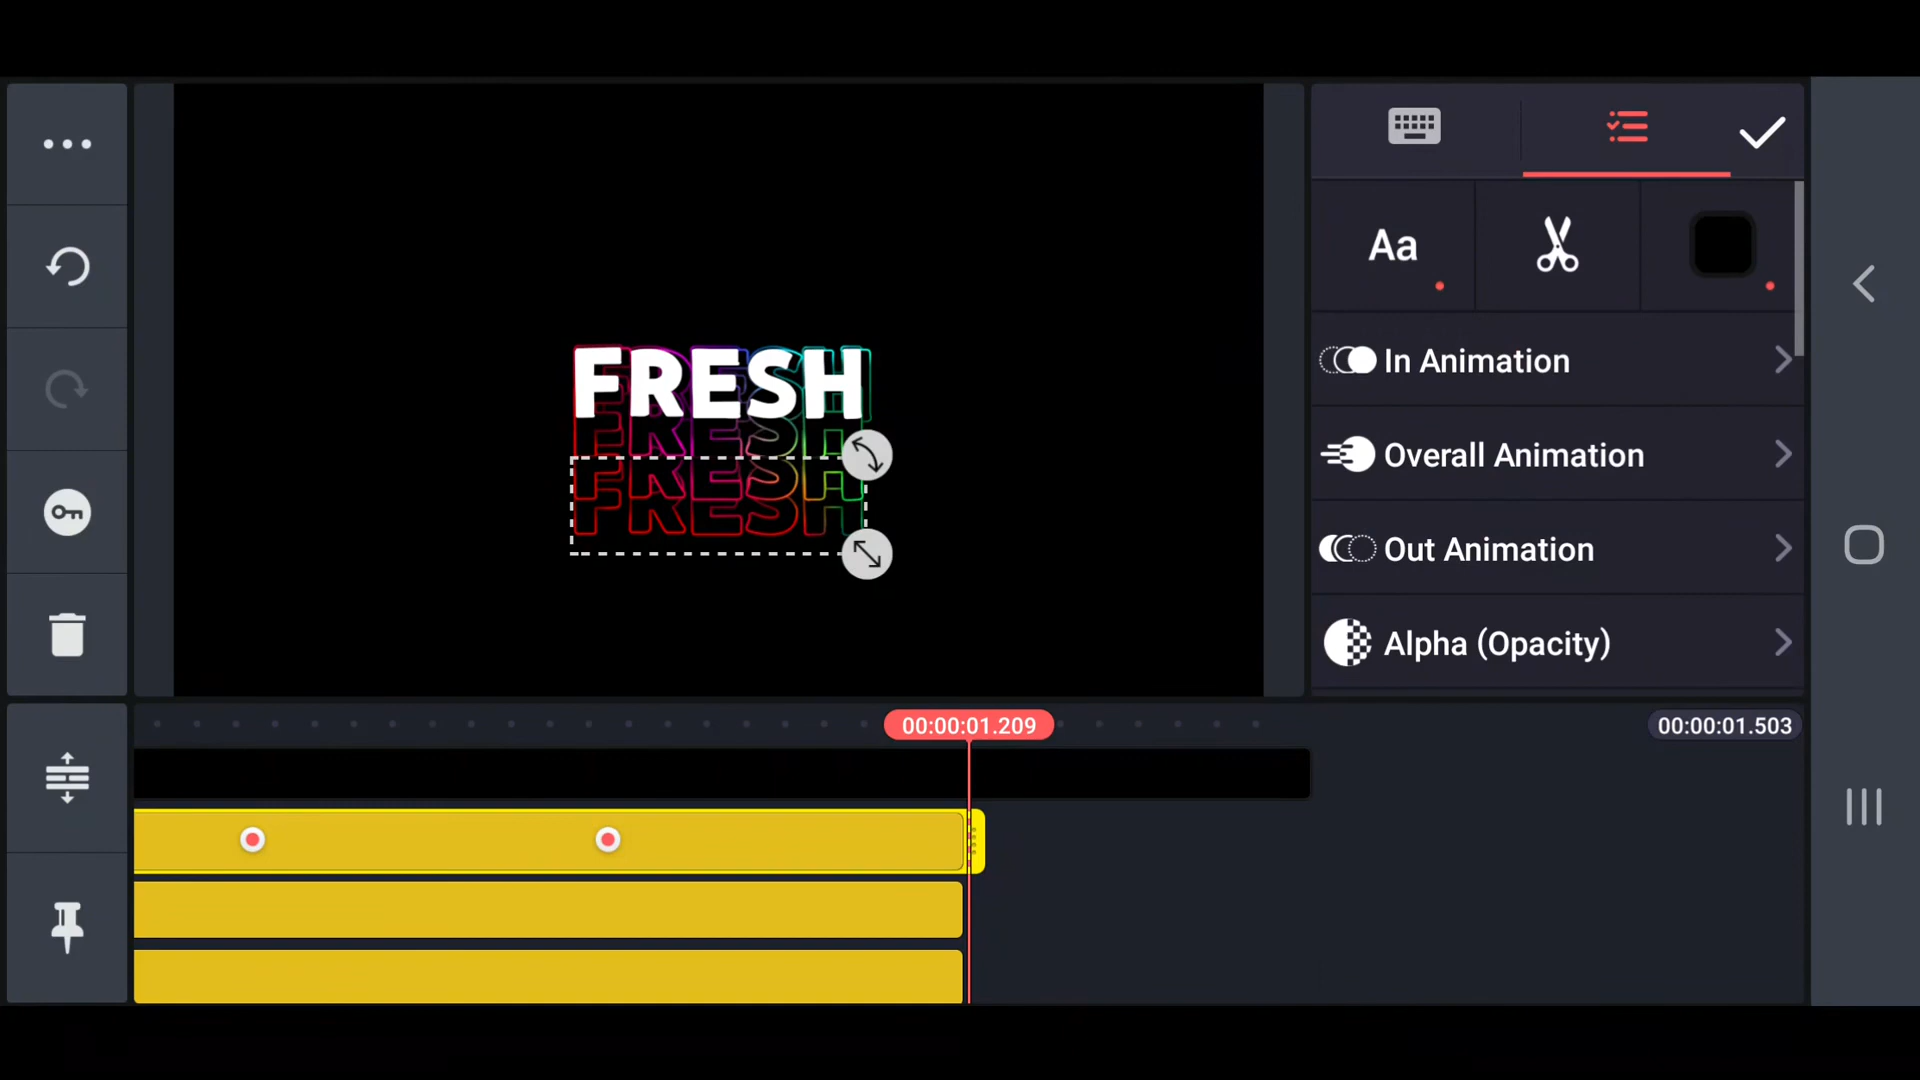 Aa
FRESH
FRESH
FRESH
FRESH
In Animation
Overall Animation
Out Animation
Alpha (Opacity)
00:00:01.209
00:00:01.503